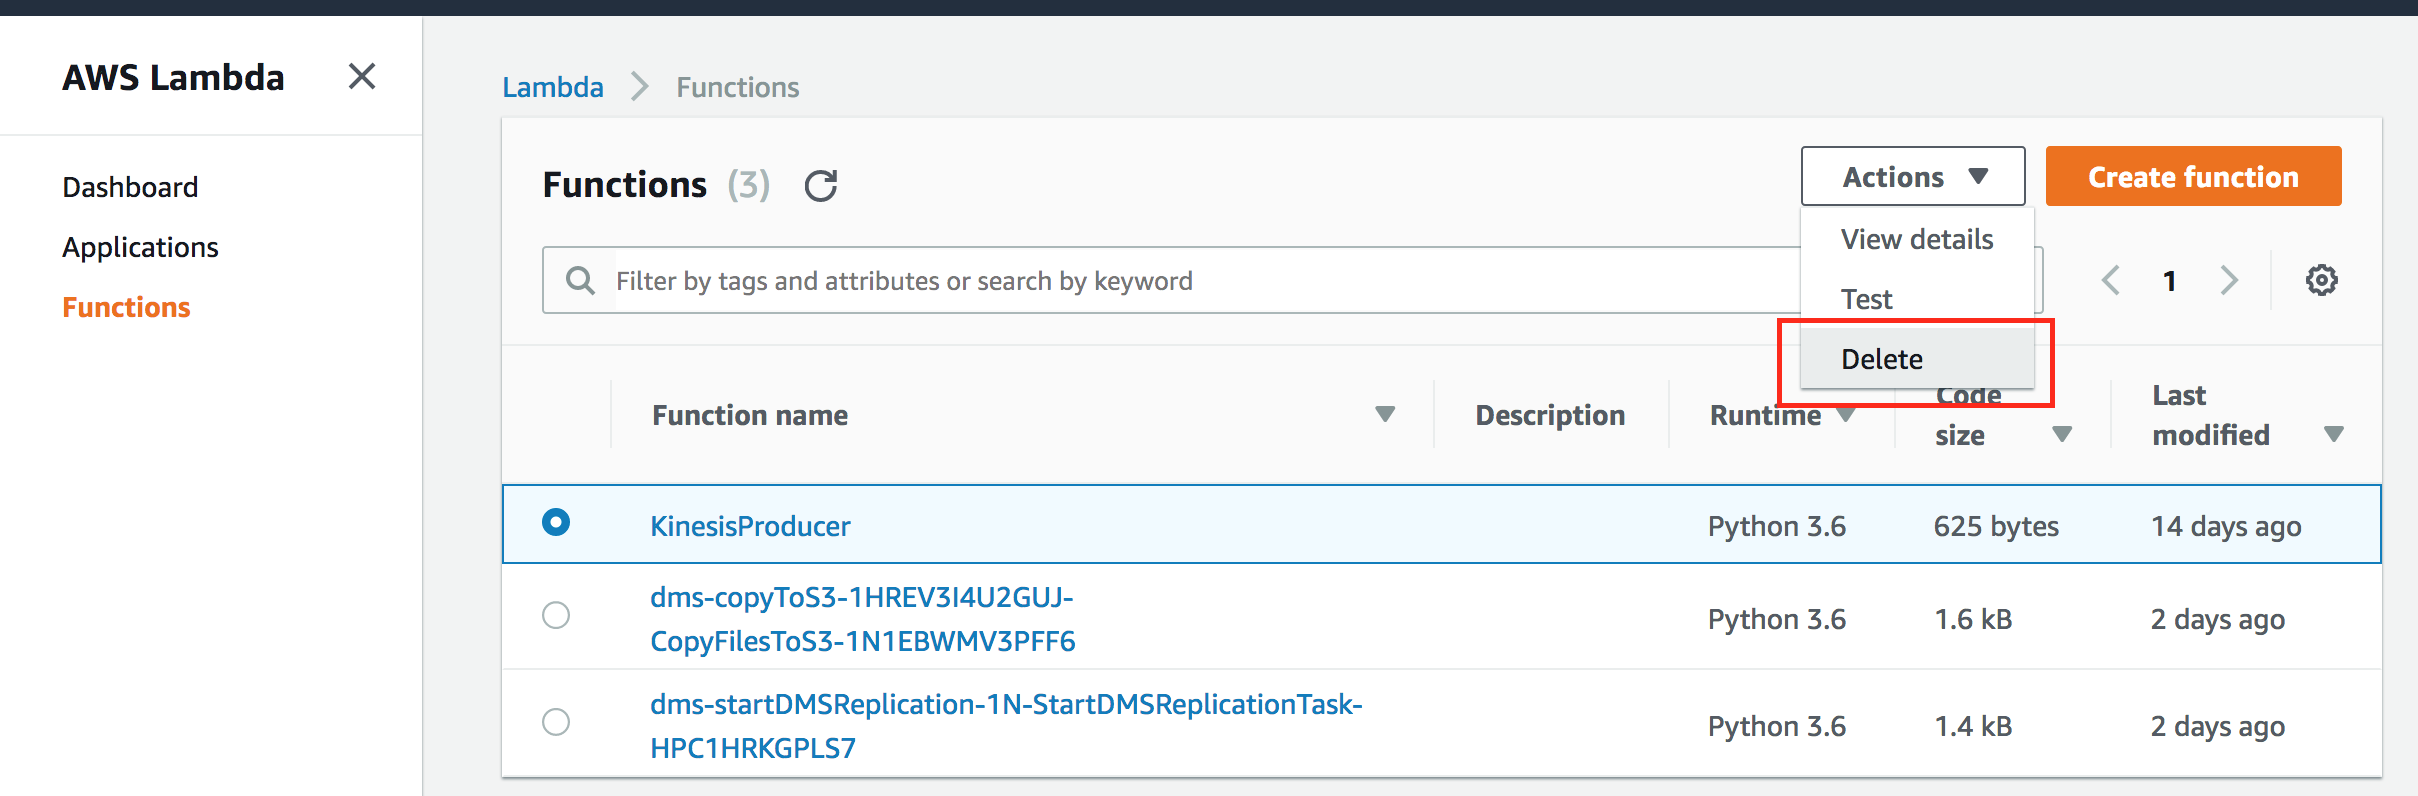 AWS Lambda
Dashboard
Applications
Functions
Lambda > Functions
Functions (3)
Actions
Create function
View details
Test
Delete
Filter by tags and attributes or search by keyword
1
Function name
Description
Runtime
Code size
Last modified
KinesisProducer
Python 3.6
625 bytes
14 days ago
dms-copyToS3-1HREV3I4U2GUJ-
CopyFilesToS3-1N1EBWMV3PFF6
Python 3.6
1.6 kB
2 days ago
dms-startDMSReplication-1N-StartDMSReplicationTask-
HPC1HRKGPLS7
Python 3.6
1.4 kB
2 days ago